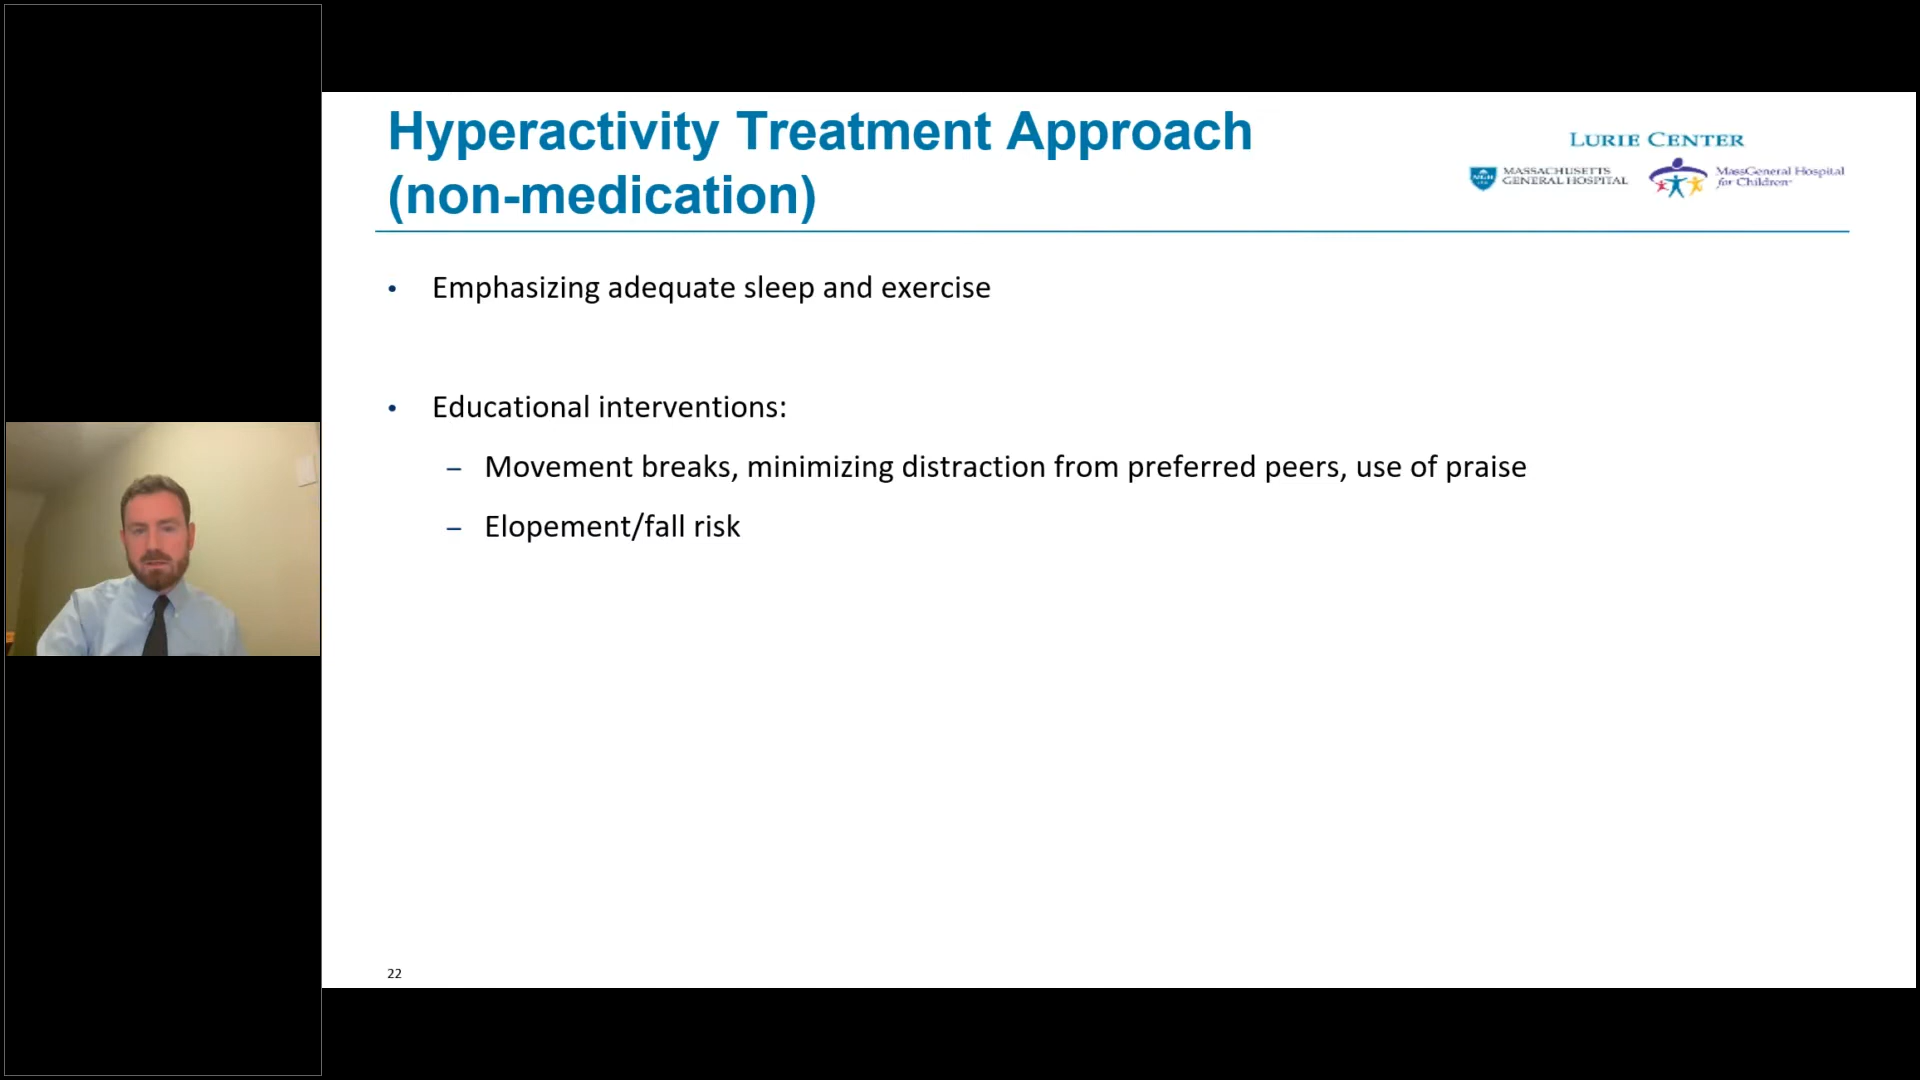 Hyperactivity Treatment Approach
(non-medication)
LURIE CENTER
MASSACHUSETTS
GENERAL HOSPITAL
MassGeneral Hospital
for Children
• Emphasizing adequate sleep and exercise
• Educational interventions:
– Movement breaks, minimizing distraction from preferred peers, use of praise
– Elopement/fall risk
22